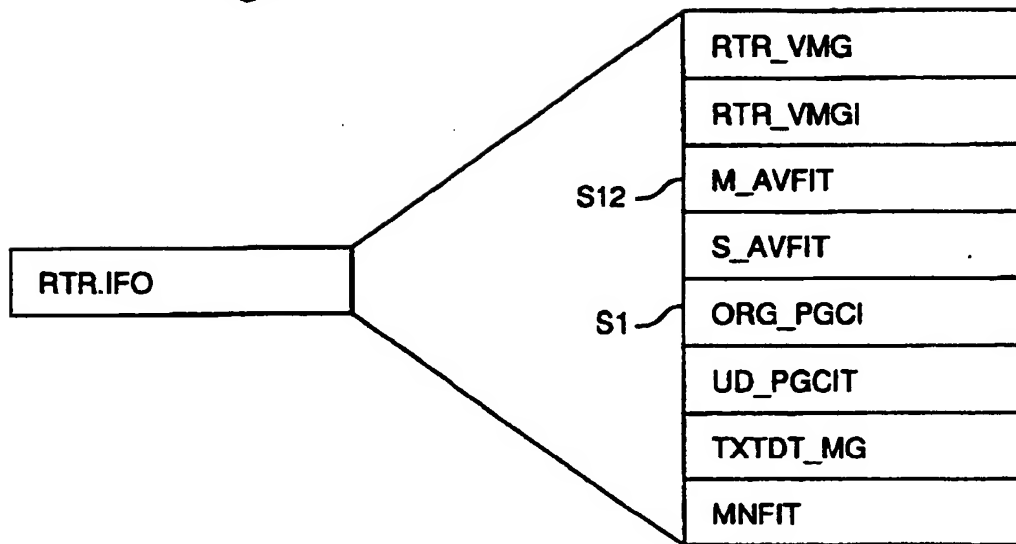 RTR_VMG
RTR_VMGI
S12
M_AVFIT
S_AVFIT
RTR.IFO
S1
ORG_PGCI
UD_PGCIT
TXTDT_MG
MNFIT